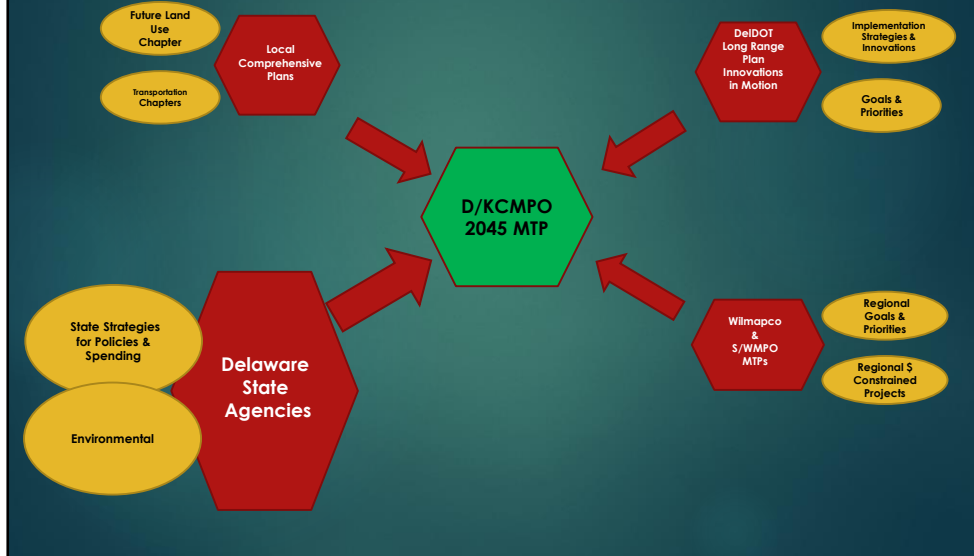 Future Land
Use
Chapter
Transportation
Chapters
Local
Comprehensive
Plans
DelDOT
Long Range
Plan
Innovations
in Motion
Implementation
Strategies &
Innovations
Goals &
Priorities
D/KCMPO
2045 MTP
State Strategies
for Policies &
Spending
Environmental
Delaware
State
Agencies
Wilmapco
&
S/WMPO
MTPs
Regional
Goals &
Priorities
Regional $
Constrained
Projects